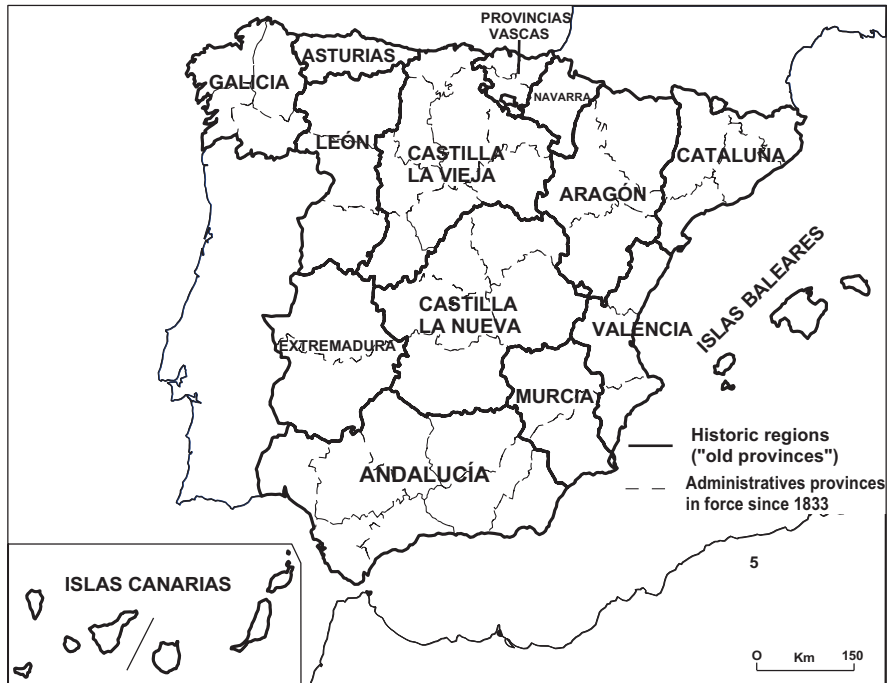 PROVINCIAS
VASCAS
ASTURIAS
GALICIA
NAVARRA
LEÓN
CASTILLA
LA VIEJA
CATALUÑA
ARAGÓN
ISLAS BALEARES
CASTILLA
LA NUEVA
VALENCIA
EXTREMADURA
MURCIA
ANDALUCÍA
Historic regions
("old provinces")
Administratives provinces
in force since 1833
5
ISLAS CANARIAS
O Km 150